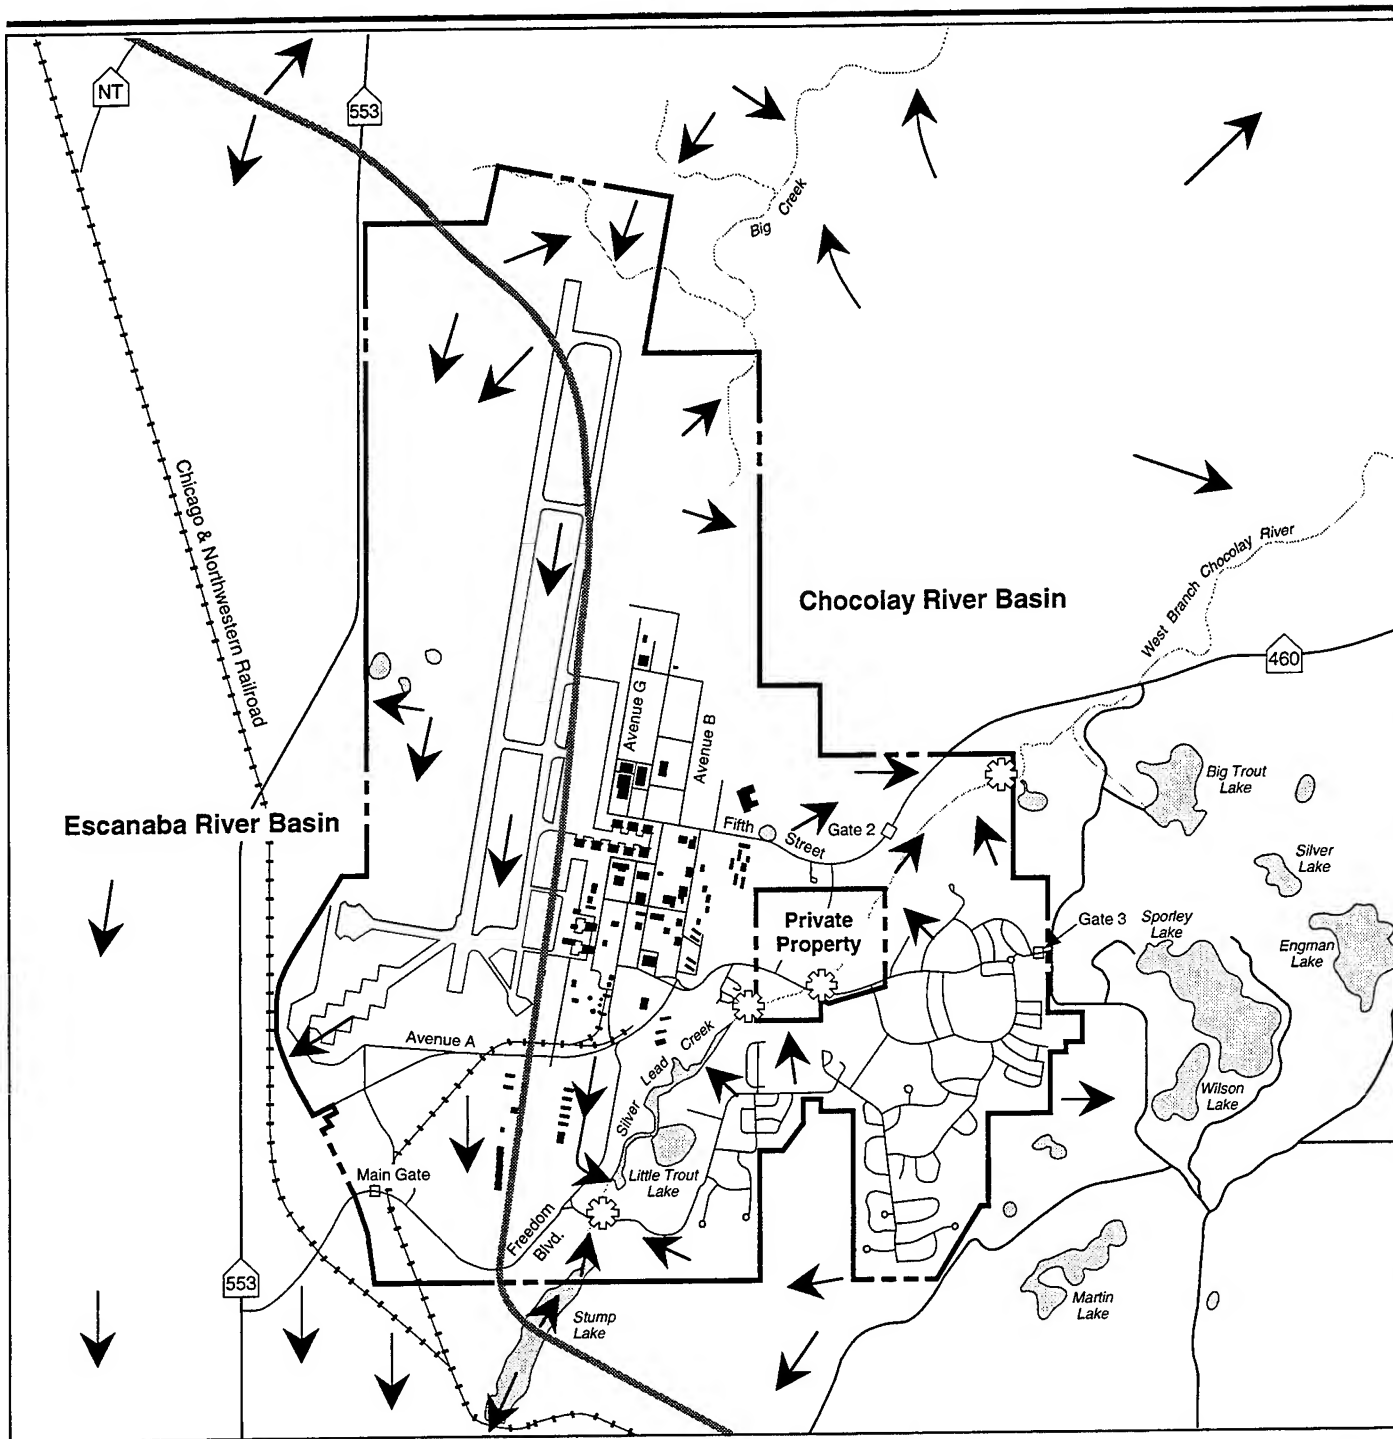 NT
553
Big Creek
Chicago & Northwestern Railroad
Chocolay River Basin
West Branch Chocolay River
460
Avenue G
Avenue B
Big Trout
Lake
Escanaba River Basin
Fifth
Street
Gate 2
Silver
Lake
Private
Property
Gate 3
Sporley
Lake
Engman
Lake
Avenue A
Silver Lead Creek
Wilson
Lake
Main Gate
Little Trout
Lake
Freedom
Blvd.
553
Stump
Lake
Martin
Lake